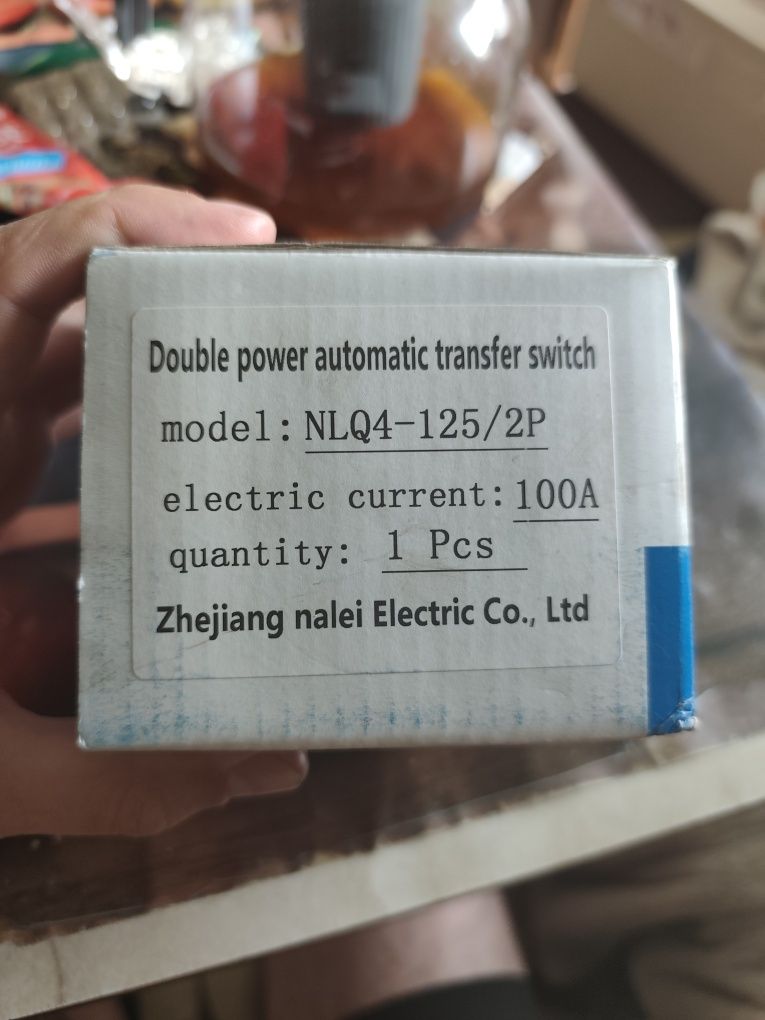 Double power automatic transfer switch
model: NLQ4-125/2P
electric current: 100A
quantity: 1 Pcs
Zhejiang nalei Electric Co., Ltd